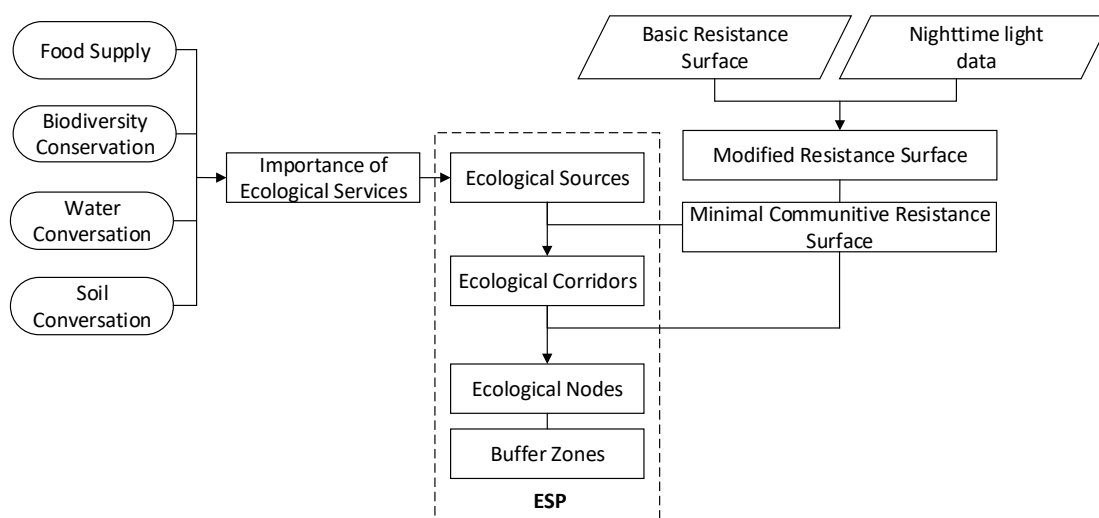 Food Supply
Biodiversity
Conservation
Water
Conversation
Soil
Conversation
Importance of
Ecological Services
Ecological Sources
Ecological Corridors
Ecological Nodes
Buffer Zones
ESP
Basic Resistance
Surface
Nighttime light
data
Modified Resistance Surface
Minimal Communitive Resistance
Surface